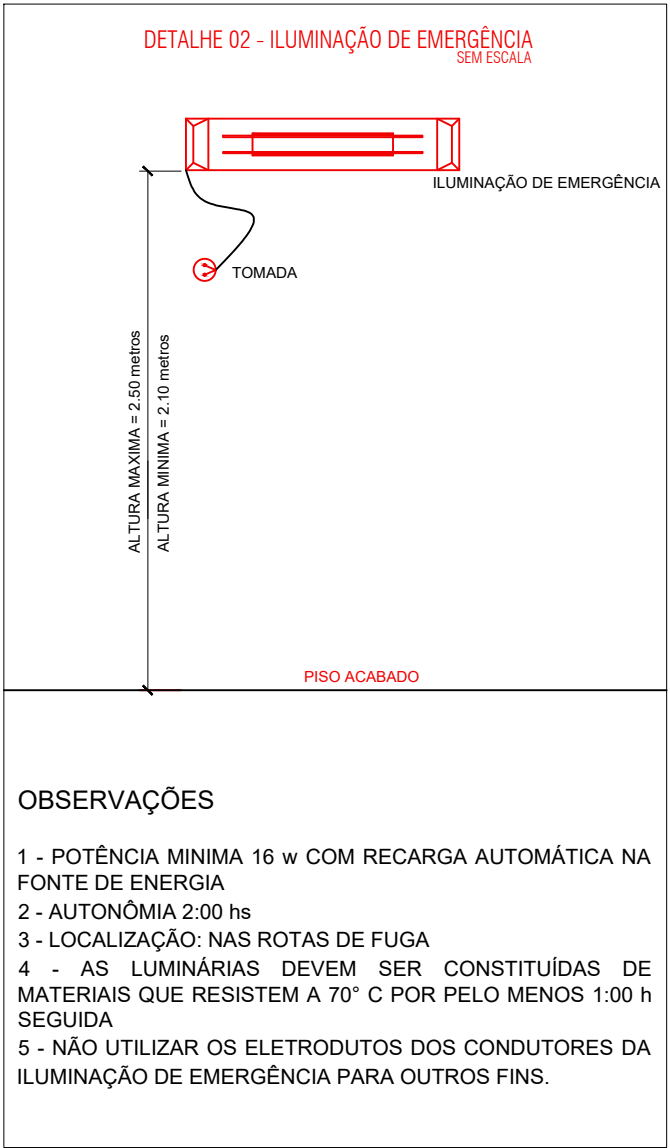 DETALHE 02 - ILUMINAÇÃO DE EMERGÊNCIA
SEM ESCALA
ILUMINAÇÃO DE EMERGÊNCIA
TOMADA
ALTURA MAXIMA = 2.50 metros
ALTURA MINIMA = 2.10 metros
PISO ACABADO
OBSERVAÇÕES
1 - POTÊNCIA MINIMA 16 w COM RECARGA AUTOMÁTICA NA
FONTE DE ENERGIA
2 - AUTONÔMIA 2:00 hs
3 - LOCALIZAÇÃO: NAS ROTAS DE FUGA
4 - AS LUMINÁRIAS DEVEM SER CONSTITUÍDAS DE
MATERIAIS QUE RESISTEM A 70° C POR PELO MENOS 1:00 h
SEGUIDA
5 - NÃO UTILIZAR OS ELETRODUTOS DOS CONDUTORES DA
ILUMINAÇÃO DE EMERGÊNCIA PARA OUTROS FINS.